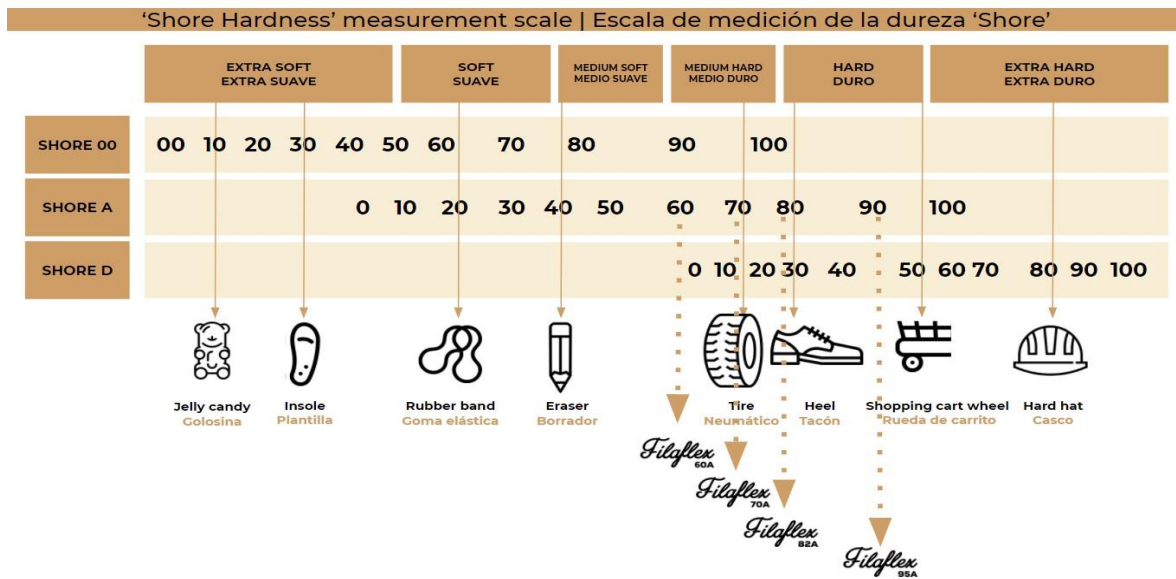 ‘Shore Hardness’ measurement scale | Escala de medición de la dureza ‘Shore’
EXTRA SOFT
EXTRA SUAVE
SOFT
SUAVE
MEDIUM SOFT
MEDIO SUAVE
MEDIUM HARD
MEDIO DURO
HARD
DURO
EXTRA HARD
EXTRA DURO
SHORE 00 00 10 20 30 40 50 60 70 80 90 100
SHORE A 0 10 20 30 40 50 60 70 80 90 100
SHORE D 0 10 20 30 40 50 60 70 80 90 100
Jelly candy
Golosina
Insole
Plantilla
Rubber band
Goma elástica
Eraser
Borrador
Tire
Neumático
Heel
Tacón
Shopping cart wheel
Rueda de carrito
Hard hat
Casco
Filaflex
60A
Filaflex
70A
Filaflex
82A
Filaflex
95A